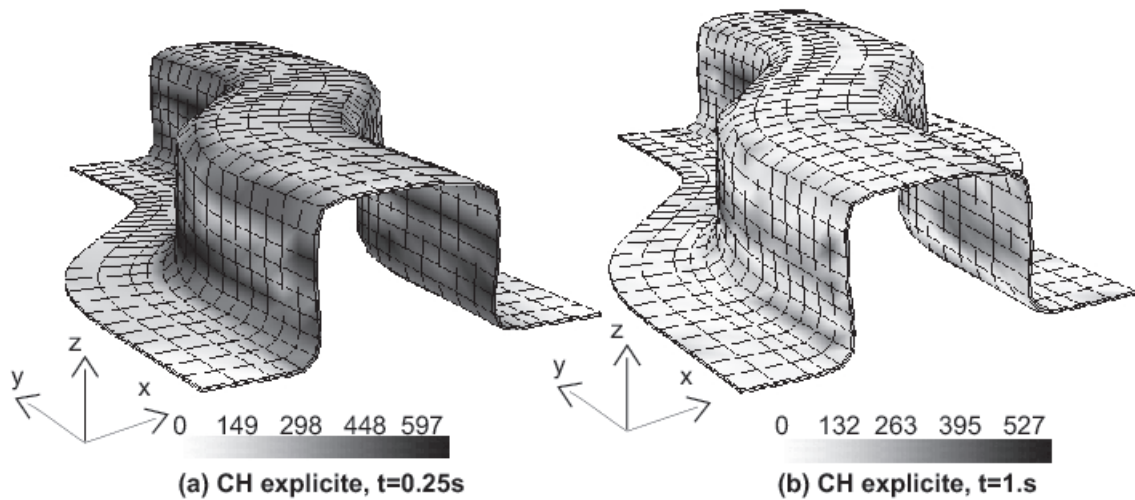 z
y
x
0 149 298 448 597
(a) CH explicite, t=0.25s
z
y
x
0 132 263 395 527
(b) CH explicite, t=1.s